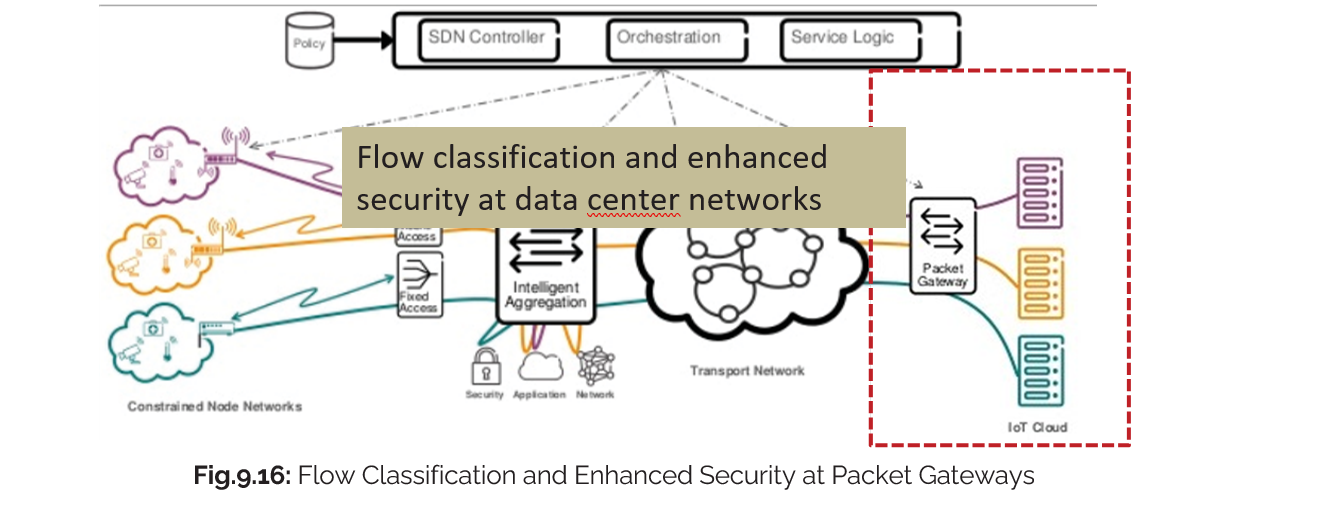 Policy
SDN Controller
Orchestration
Service Logic
Flow classification and enhanced
security at data center networks
Access
Fixed
Access
Intelligent
Aggregation
Packet
Gateway
Security
Application
Network
Transport Network
Constrained Node Networks
IoT Cloud
Fig.9.16: Flow Classification and Enhanced Security at Packet Gateways